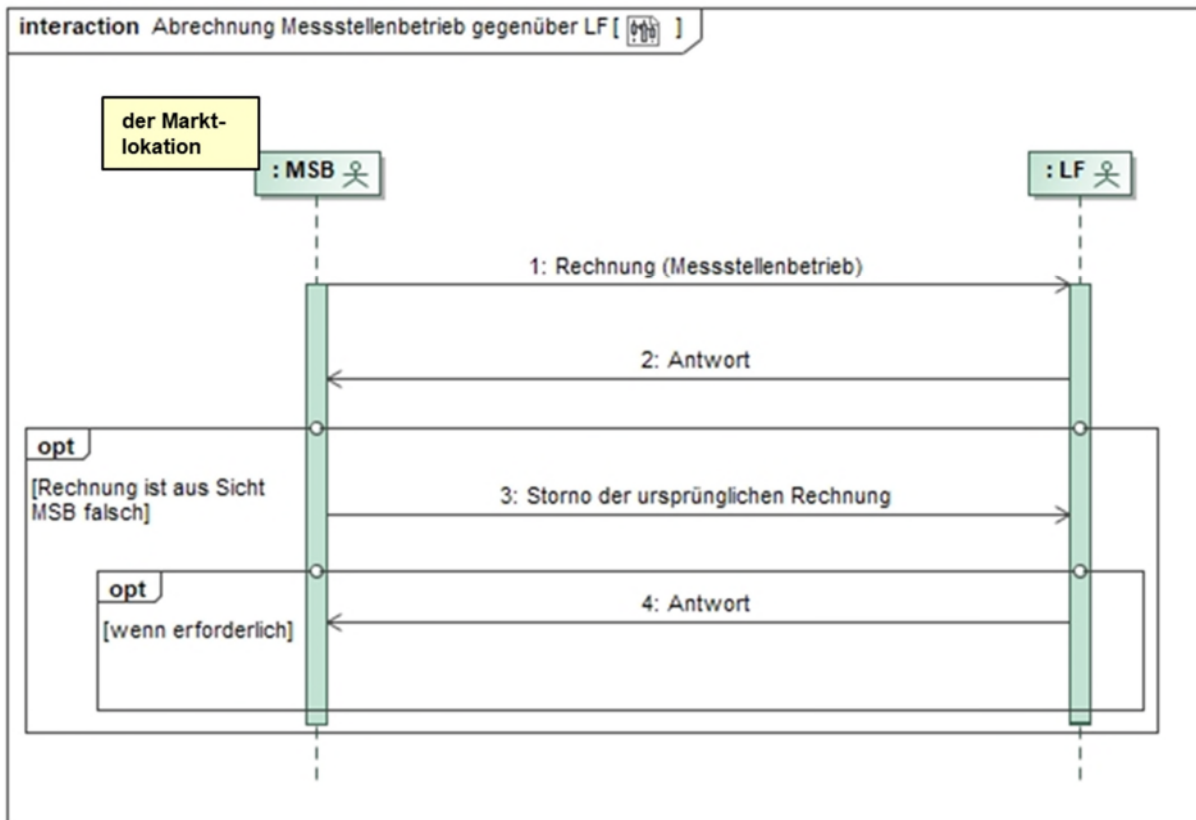 interaction Abrechnung Messstellenbetrieb gegenüber LF [ ]
der Markt-
lokation
: MSB
: LF
1: Rechnung (Messstellenbetrieb)
2: Antwort
opt
[Rechnung ist aus Sicht
MSB falsch]
3: Storno der ursprünglichen Rechnung
opt
[wenn erforderlich]
4: Antwort